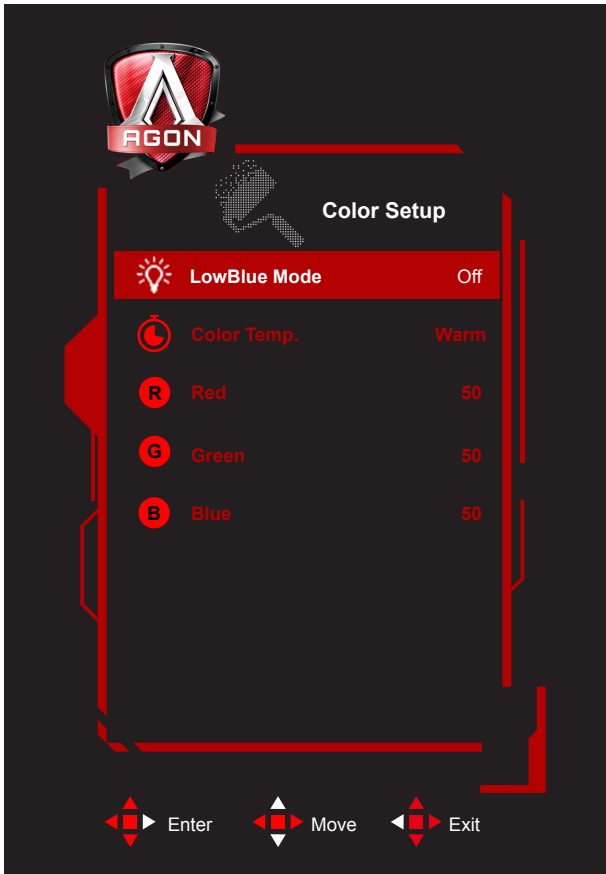 AGON
Color Setup
LowBlue Mode Off
Color Temp. Warm
R Red 50
G Green 50
B Blue 50
Enter Move Exit